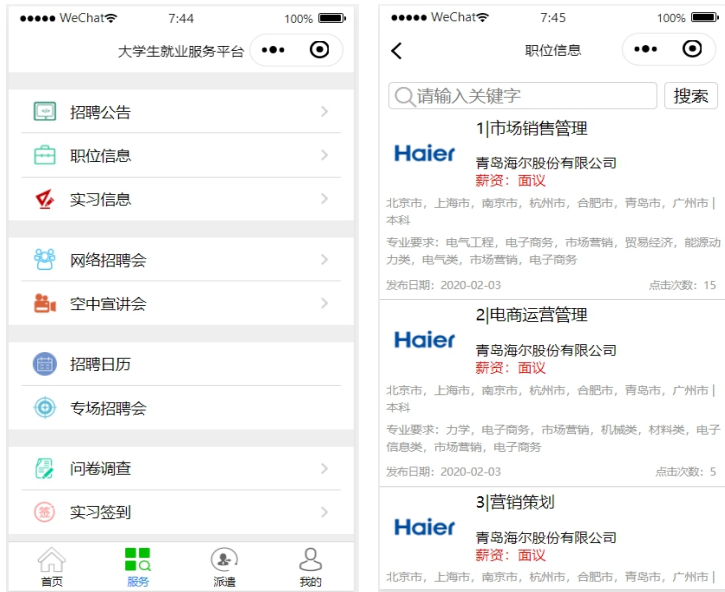 ●●●●● WeChat 7:44 100%
大学生就业服务平台
招聘公告
职位信息
实习信息
网络招聘会
空中宣讲会
招聘日历
专场招聘会
问卷调查
签 实习签到
首页 服务 派遣 我的
●●●●● WeChat 7:45 100%
职位信息
请输入关键字 搜索
1|市场销售管理
Haier
青岛海尔股份有限公司
薪资：面议
北京市，上海市，南京市，杭州市，合肥市，青岛市，广州市 |
本科
专业要求：电气工程，电子商务，市场营销，贸易经济，能源动
力类，电气类，市场营销，电子商务
发布日期：2020-02-03 点击次数：15
2|电商运营管理
Haier
青岛海尔股份有限公司
薪资：面议
北京市，上海市，南京市，杭州市，合肥市，青岛市，广州市 |
本科
专业要求：力学，电子商务，市场营销，机械类，材料类，电子
信息类，市场营销，电子商务
发布日期：2020-02-03 点击次数：5
3|营销策划
Haier
青岛海尔股份有限公司
薪资：面议
北京市，上海市，南京市，杭州市，合肥市，青岛市，广州市 |